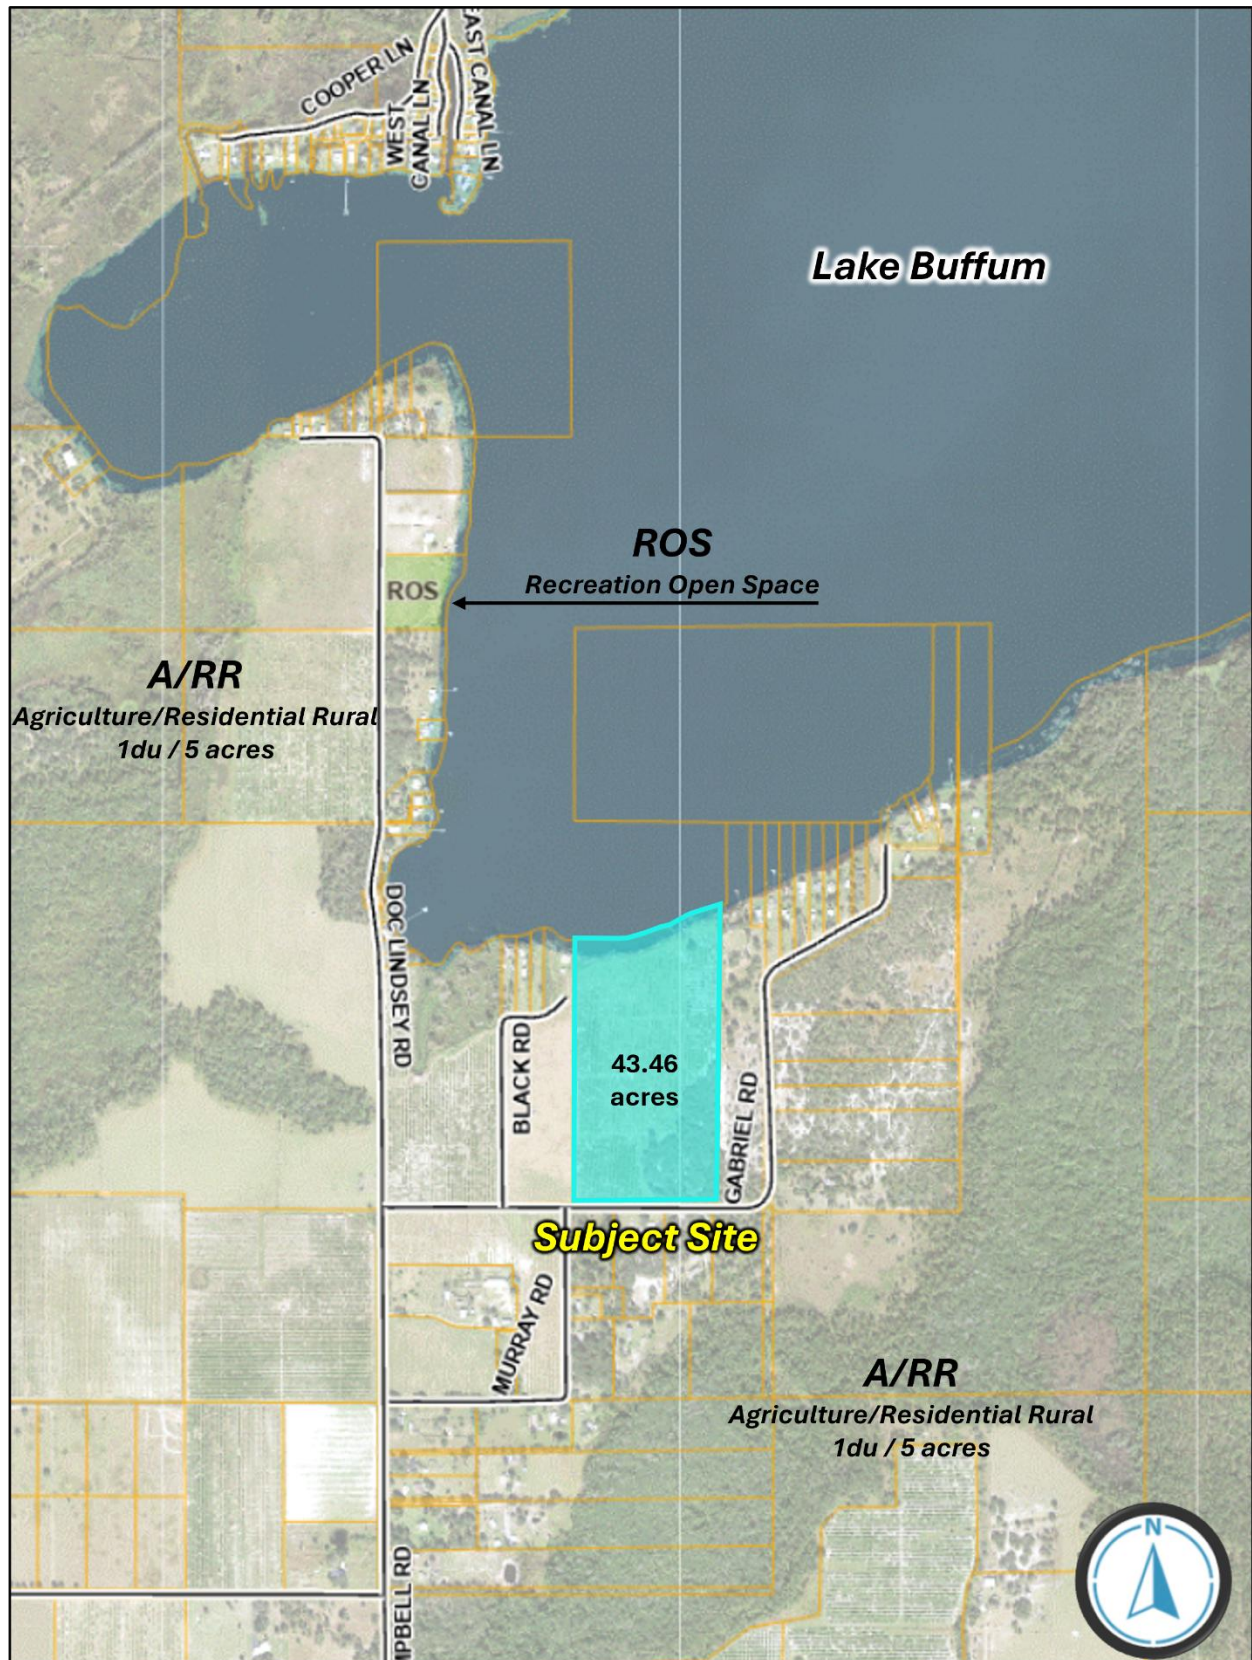 COOPER LN
WEST
CANAL LN
EAST CANAL LN
Lake Buffum
ROS
Recreation Open Space
ROS
A/RR
Agriculture/Residential Rural
1du / 5 acres
DOC LINDSEY RD
BLACK RD
43.46
acres
GABRIEL RD
Subject Site
MURRAY RD
A/RR
Agriculture/Residential Rural
1du / 5 acres
N
MPBELL RD